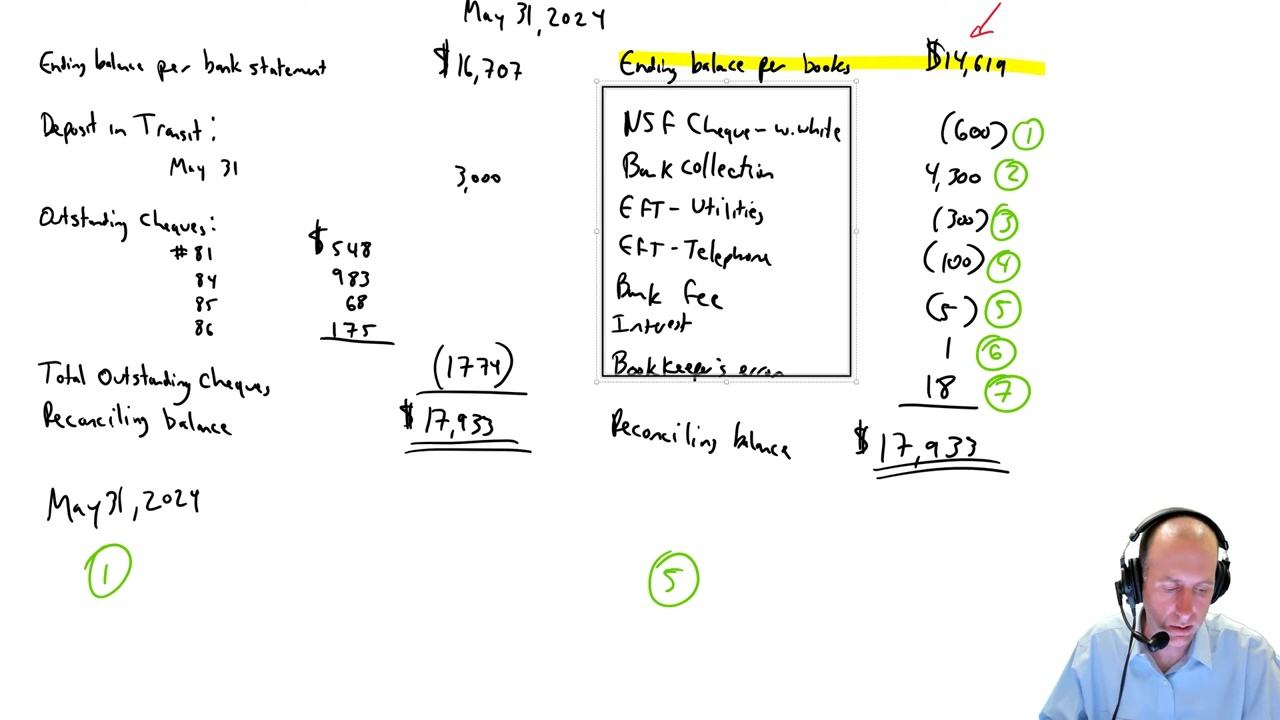 May 31, 2024
Ending balance per bank statement $16,707
Deposit in Transit:
May 31 3,000
Outstanding Cheques:
#81 $548
84 983
85 68
86 175
Total Outstanding Cheques (1774)
Reconciling balance $17,933
Ending balance per books $14,619
NSF Cheque - w.white (600) 1
Bank Collection 4,300 2
EFT - Utilities (300) 3
EFT - Telephone (100) 4
Bank Fee (5) 5
Interest 1 6
Bookkeeper's error 18 7
Reconciling balance $17,933
May 31, 2024
1 5